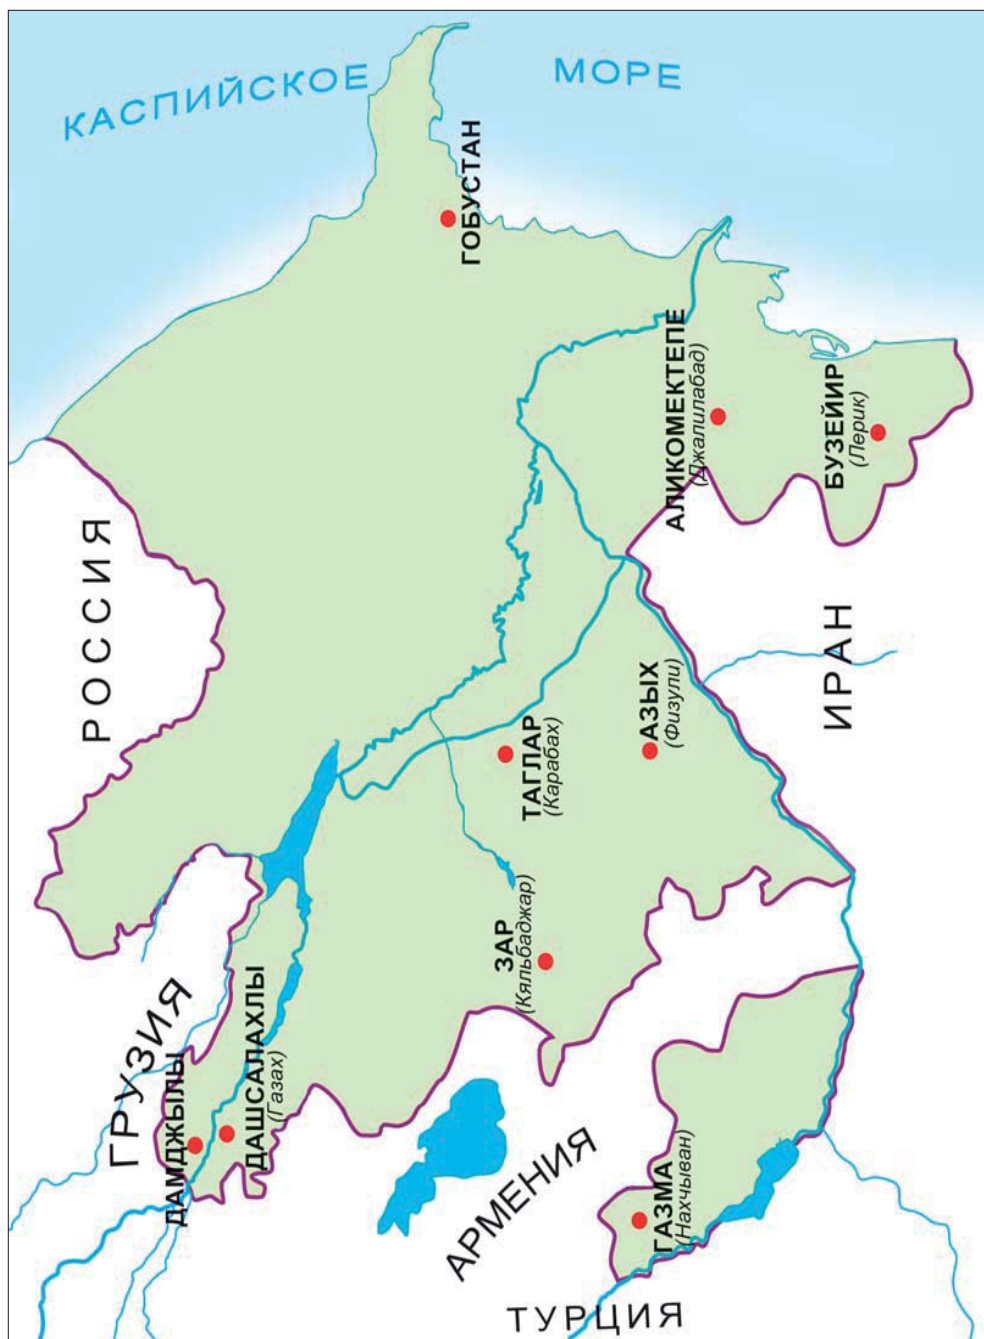 КАСПИЙСКОЕ МОРЕ
РОССИЯ
ГРУЗИЯ
ДАМДЖЫЛЫ
ДАШСАЛАХЛЫ
(Газах)
ГОБУСТАН
ЗАР
(Кяльбаджар)
ТАГЛАР
(Карабах)
АЗЫХ
(Физули)
АЛИКОМЕКТЕПЕ
(Джалилабад)
БУЗЕЙИР
(Лерик)
АРМЕНИЯ
ГАЗМА
(Нахчыван)
ТУРЦИЯ
ИРАН